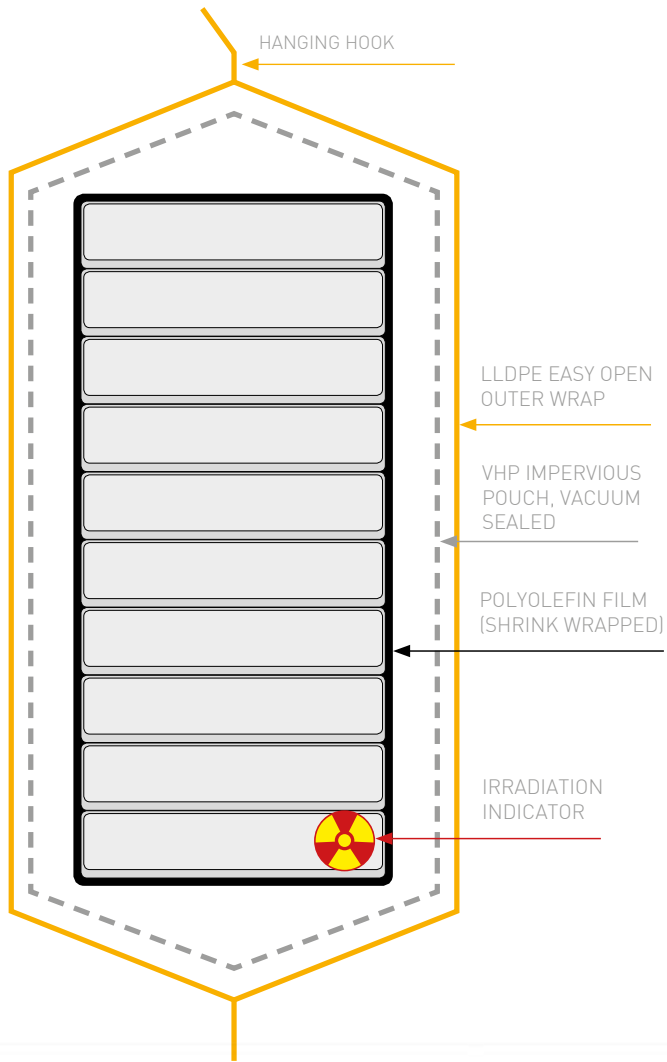 HANGING HOOK
LLDPE EASY OPEN
OUTER WRAP
VHP IMPERVIOUS
POUCH, VACUUM
SEALED
POLYOLEFIN FILM
(SHRINK WRAPPED)
IRRADIATION
INDICATOR